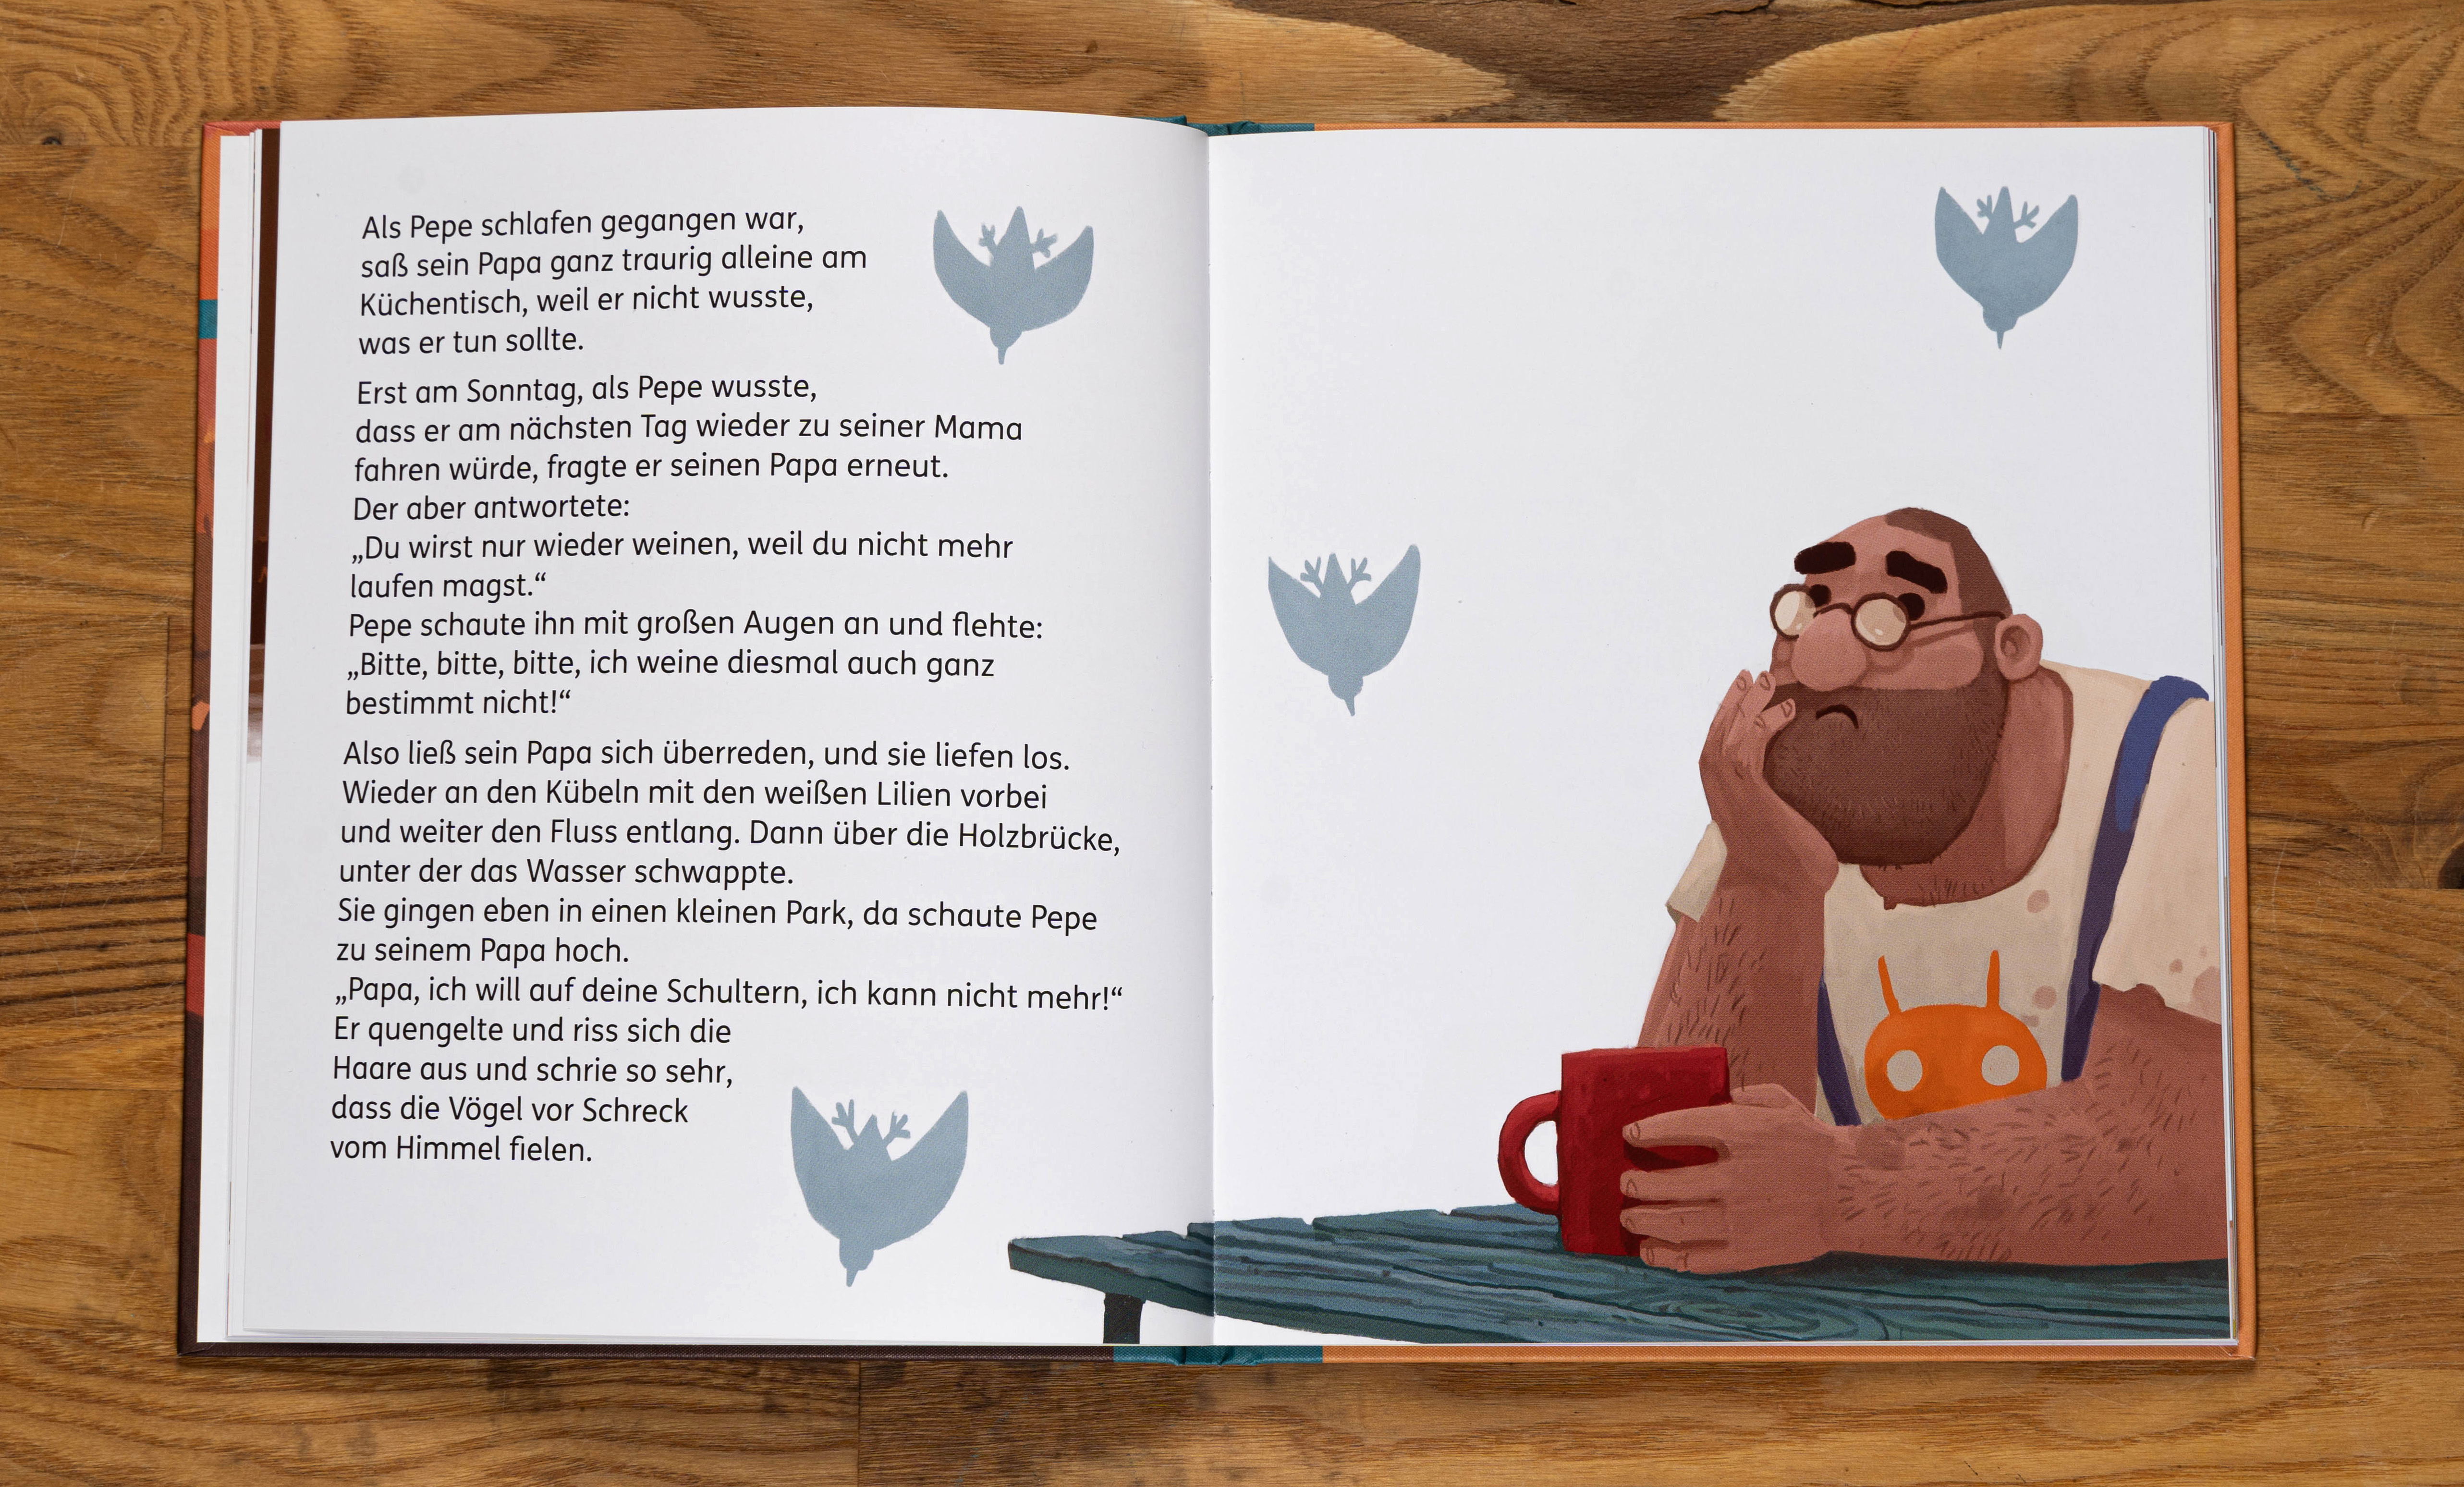 Als Pepe schlafen gegangen war,
saß sein Papa ganz traurig alleine am
Küchentisch, weil er nicht wusste,
was er tun sollte.
Erst am Sonntag, als Pepe wusste,
dass er am nächsten Tag wieder zu seiner Mama
fahren würde, fragte er seinen Papa erneut.
Der aber antwortete:
„Du wirst nur wieder weinen, weil du nicht mehr
laufen magst.“
Pepe schaute ihn mit großen Augen an und flehte:
„Bitte, bitte, bitte, ich weine diesmal auch ganz
bestimmt nicht!“
Also ließ sein Papa sich überreden, und sie liefen los.
Wieder an den Kübeln mit den weißen Lilien vorbei
und weiter den Fluss entlang. Dann über die Holzbrücke,
unter der das Wasser schwappte.
Sie gingen eben in einen kleinen Park, da schaute Pepe
zu seinem Papa hoch.
„Papa, ich will auf deine Schultern, ich kann nicht mehr!“
Er quengelte und riss sich die
Haare aus und schrie so sehr,
dass die Vögel vor Schreck
vom Himmel fielen.